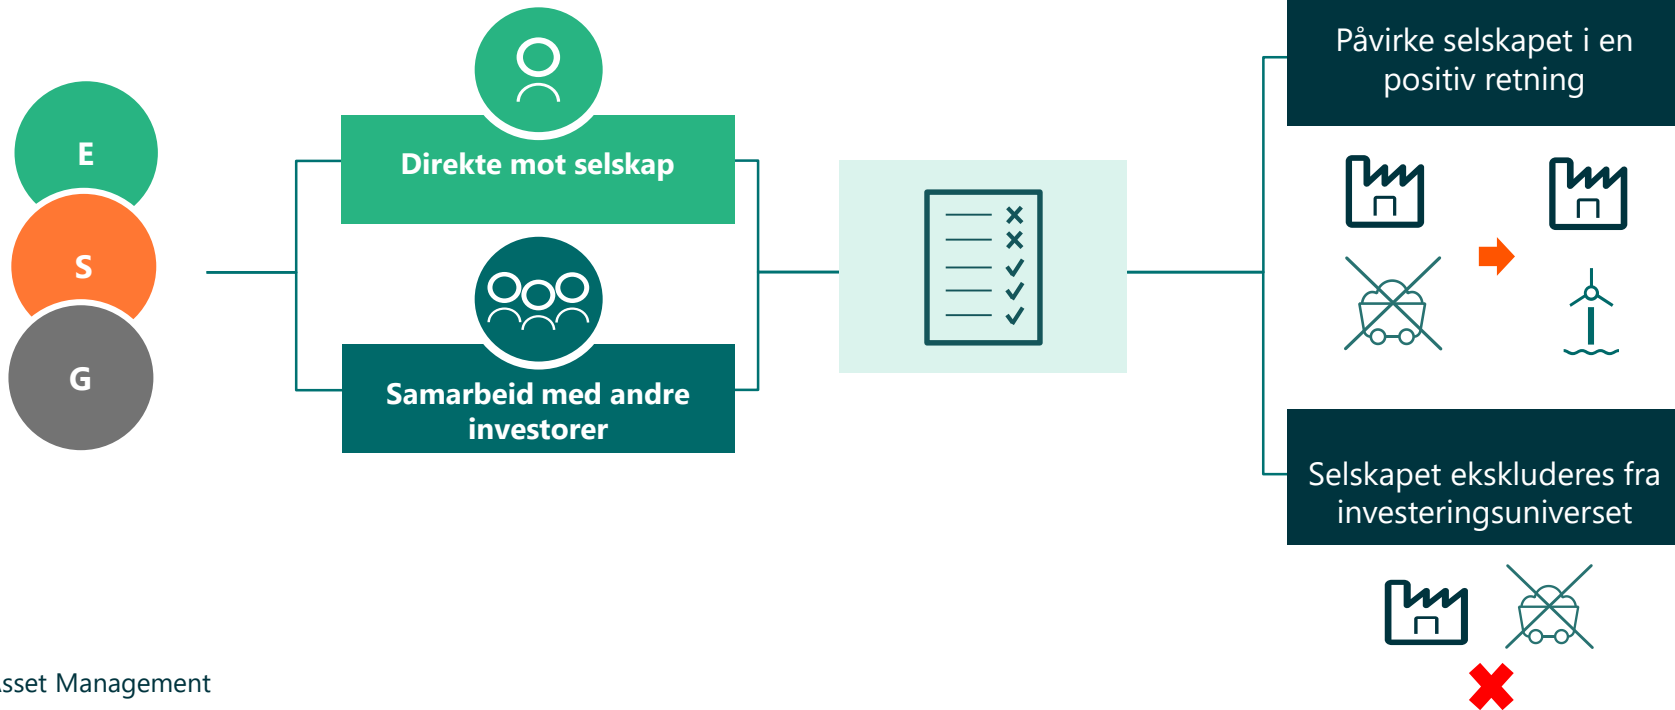 E
S
G
Direkte mot selskap
Samarbeid med andre
investorer
Påvirke selskapet i en
positiv retning
Selskapet ekskluderes fra
investeringsuniverset
sset Management